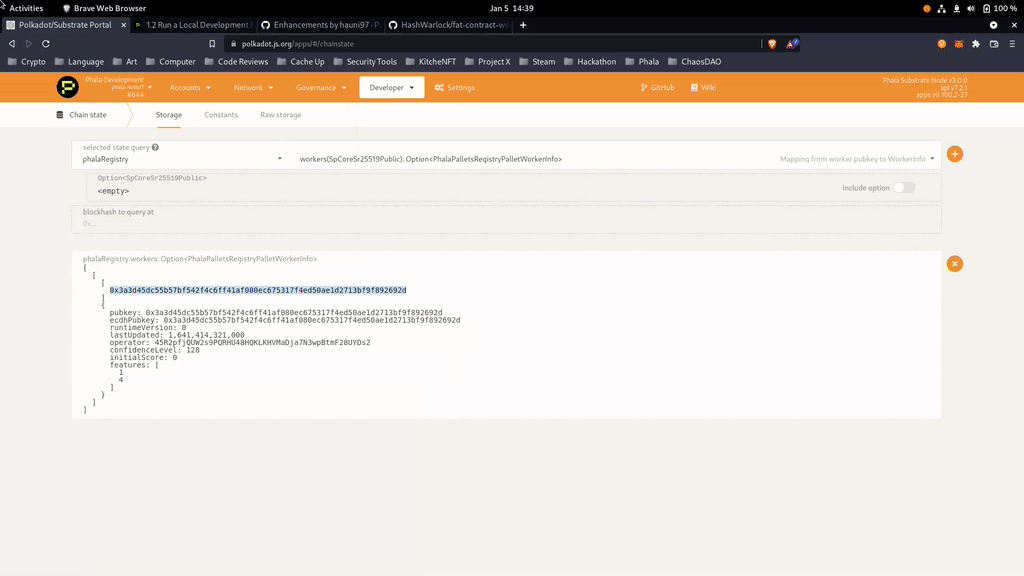 Activities Brave Web Browser Jan 5 14:39 100 %
Polkadot/Substrate Portal 1.2 Run a Local Development Enhancements by hauni97 · P HashWarlock/fat-contract-w
polkadot.js.org/apps/#/chainstate
Crypto Language Art Computer Code Reviews Cache Up Security Tools KitcheNFT Project X Steam Hackathon Phala ChaosDAO
Phala Development
phala-node/1
#644
Accounts Network Governance Developer Settings GitHub Wiki
Phala Substrate Node v3.0.0
api v7.2.1
apps v0.100.2-27
Chain state Storage Constants Raw storage
selected state query
phalaRegistry workers(SpCoreSr25519Public): Option<PhalaPalletsRegistryPalletWorkerInfo> Mapping from worker pubkey to WorkerInfo
Option<SpCoreSr25519Public>
<empty> include option
blockhash to query at
0x...
phalaRegistry.workers: Option<PhalaPalletsRegistryPalletWorkerInfo>
[
[
[
0x3a3d45dc55b57bf542f4c6ff41af080ec675317f4ed50ae1d2713bf9f892692d
]
{
pubkey: 0x3a3d45dc55b57bf542f4c6ff41af080ec675317f4ed50ae1d2713bf9f892692d
ecdhPubkey: 0x3a3d45dc55b57bf542f4c6ff41af080ec675317f4ed50ae1d2713bf9f892692d
runtimeVersion: 0
lastUpdated: 1,641,414,321,000
operator: 45R2pfjQUW2s9PQRHU48HQKLKHVMaDja7N3wpBtmF28UYDs2
confidenceLevel: 128
initialScore: 0
features: [
1
4
]
}
]
]